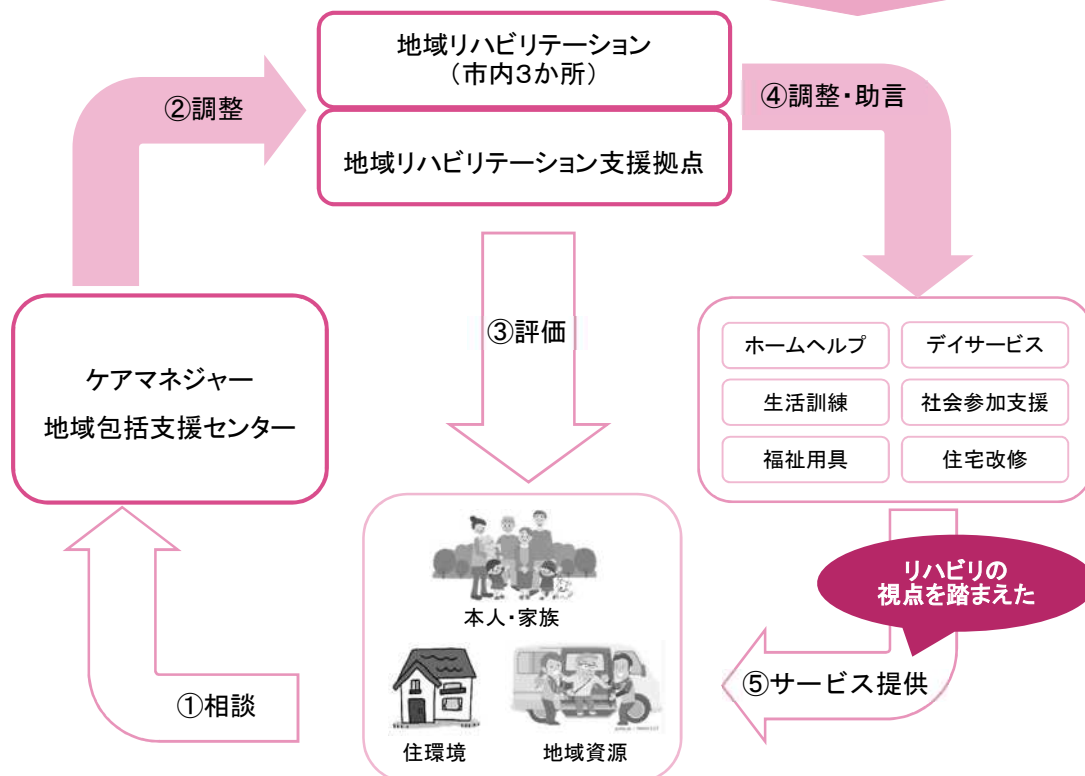 地域リハビリテーション
（市内3か所）
地域リハビリテーション支援拠点
②調整
④調整・助言
③評価
ケアマネジャー
地域包括支援センター
ホームヘルプ
デイサービス
生活訓練
社会参加支援
福祉用具
住宅改修
リハビリの
視点を踏まえた
本人・家族
①相談
⑤サービス提供
住環境
地域資源